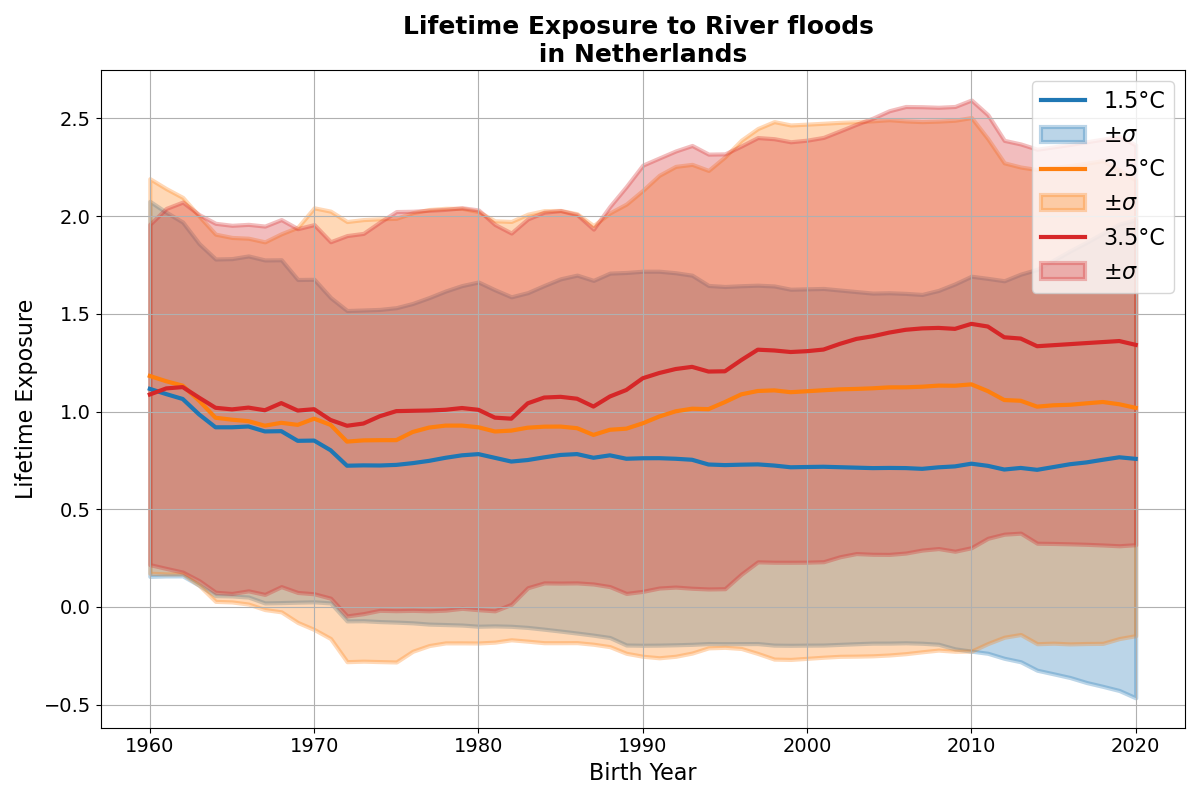 Lifetime Exposure to River floods
in Netherlands
1.5°C
±σ
2.5°C
±σ
3.5°C
±σ
Lifetime Exposure
2.5
2.0
1.5
1.0
0.5
0.0
−0.5
1960
1970
1980
1990
2000
2010
2020
Birth Year